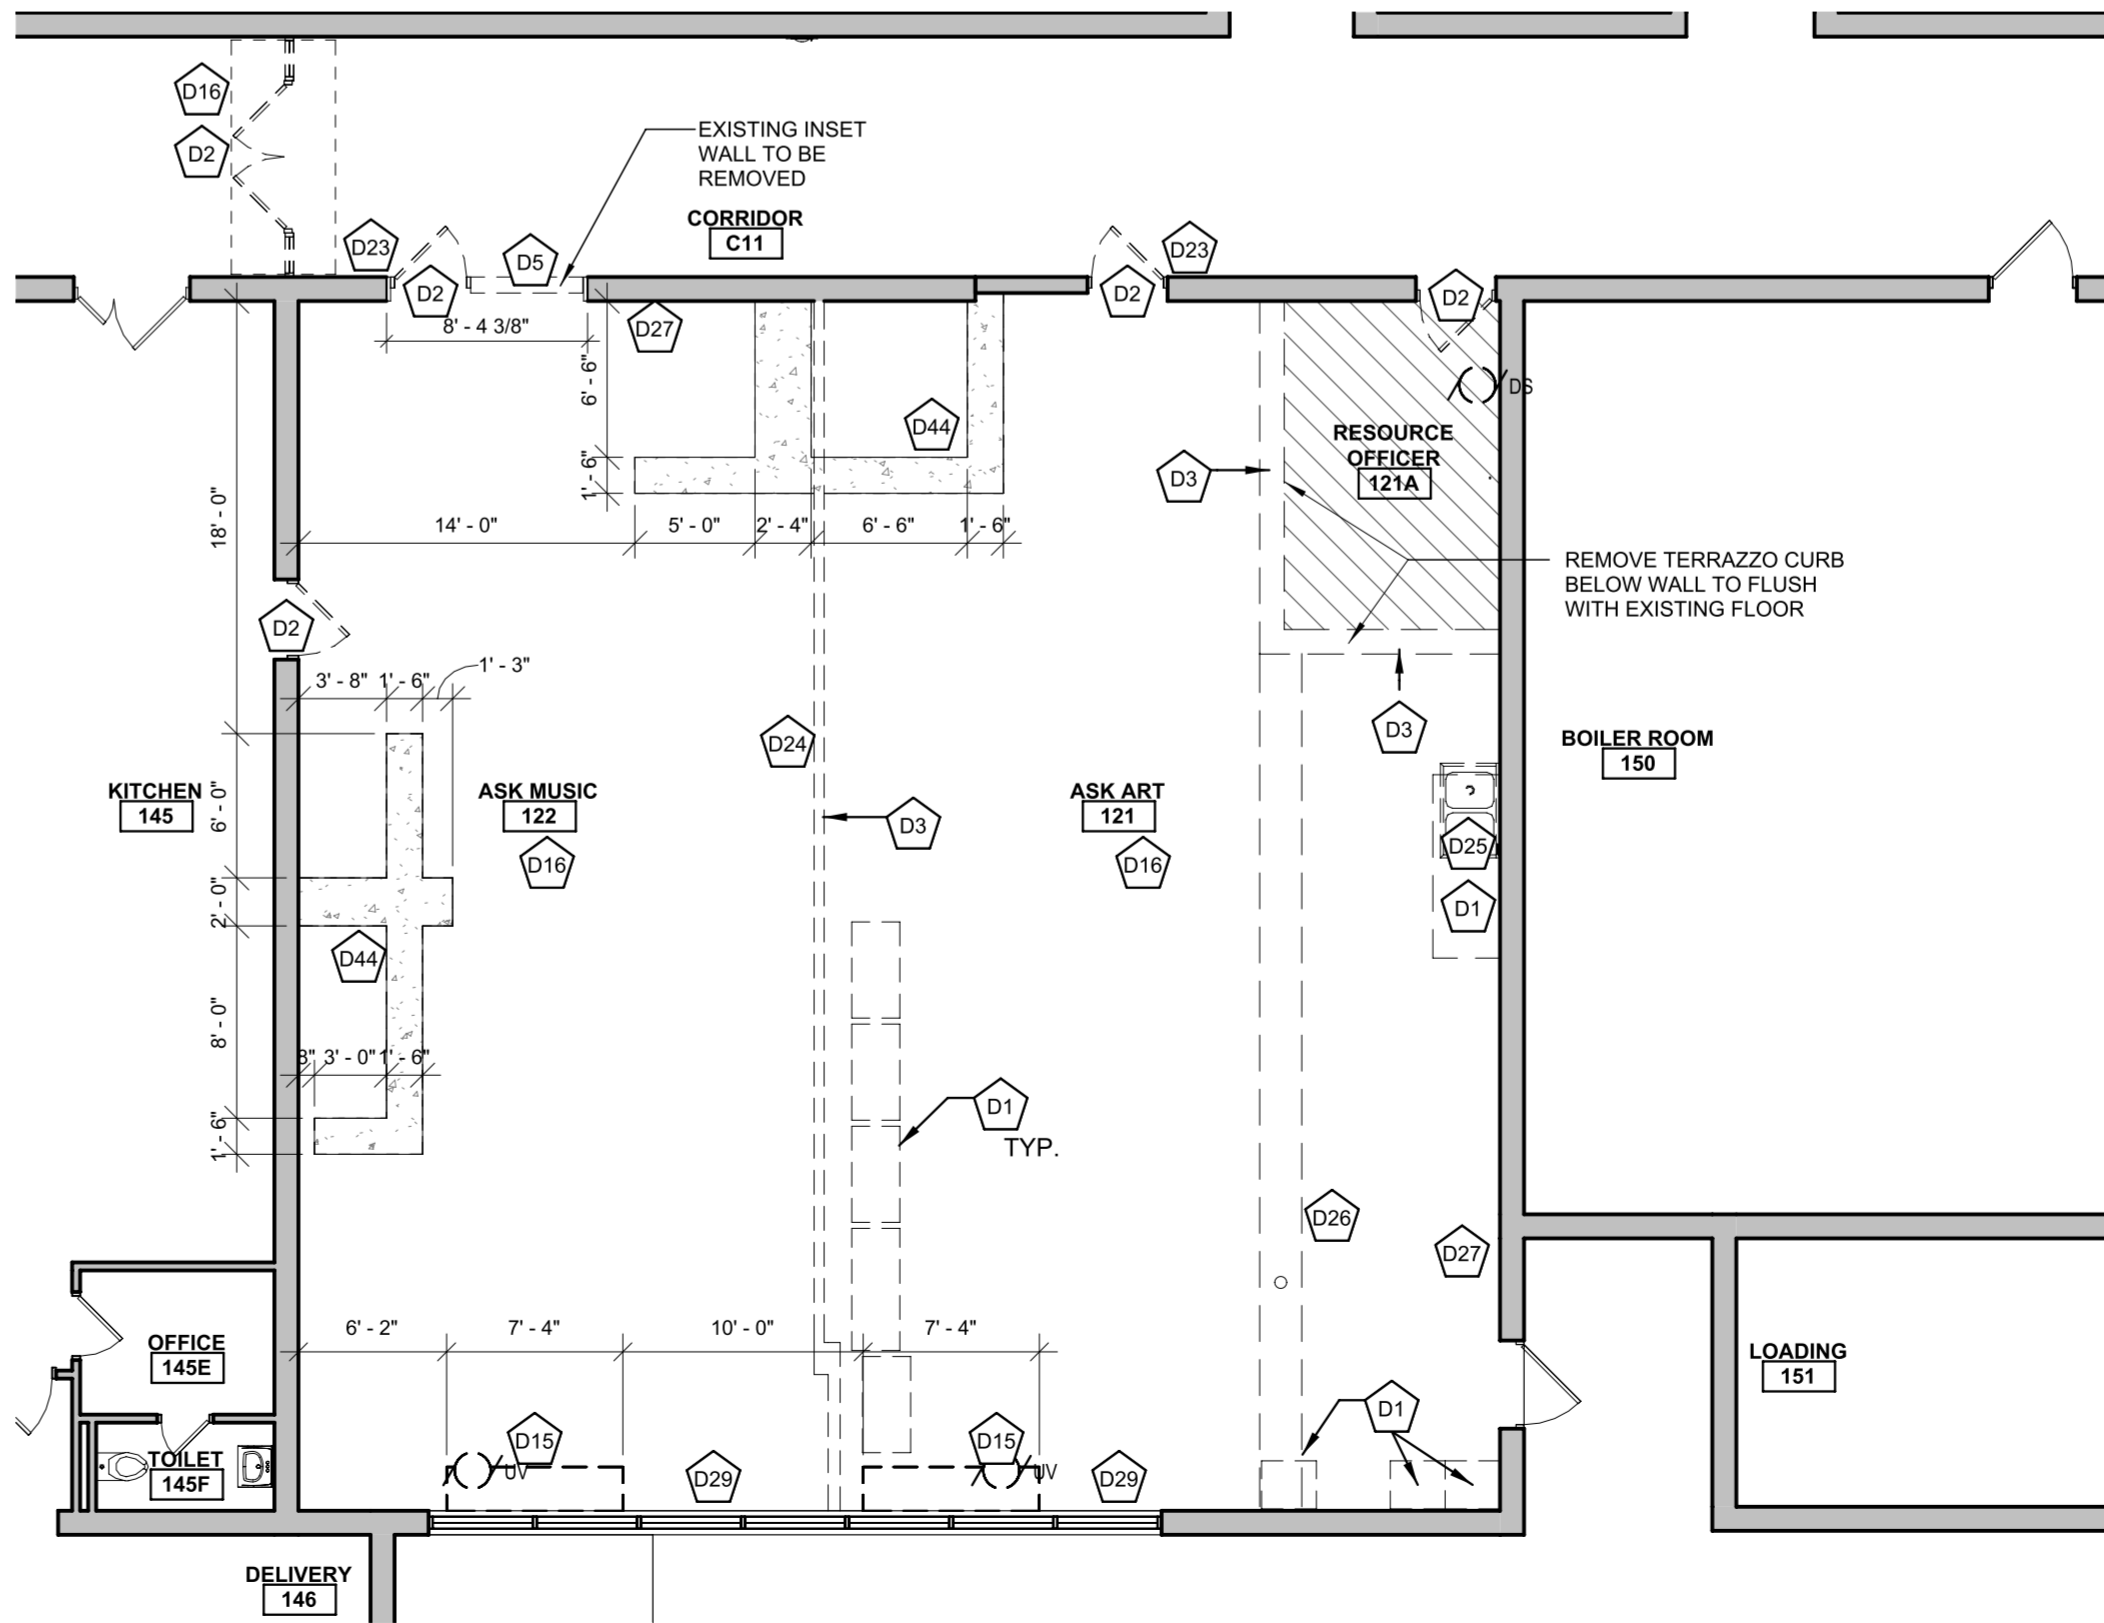 D16
D2
EXISTING INSET
WALL TO BE
REMOVED
CORRIDOR
C11
D23
D2
D5
D23
D2
D2
8' - 4 3/8"
D27
6' - 6"
1' - 6"
D44
DS
RESOURCE
OFFICER
121A
D3
18' - 0"
14' - 0"
5' - 0"
2' - 4"
6' - 6"
1' - 6"
REMOVE TERRAZZO CURB
BELOW WALL TO FLUSH
WITH EXISTING FLOOR
D2
3' - 8"
1' - 6"
1' - 3"
D24
D3
BOILER ROOM
150
KITCHEN
145
6' - 0"
ASK MUSIC
122
D16
D3
ASK ART
121
D16
D25
D1
2' - 0"
D44
8' - 0"
8"
3' - 0"
1' - 6"
1' - 6"
D1
TYP.
D26
D27
6' - 2"
7' - 4"
10' - 0"
7' - 4"
OFFICE
145E
LOADING
151
D1
D15
UV
D29
D15
UV
D29
TOILET
145F
DELIVERY
146